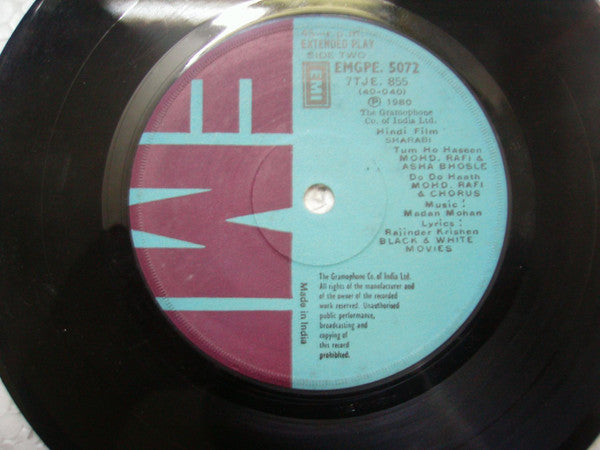 EXTENDED PLAY
SIDE TWO
EMI
EMGPE. 5072
7TJE. 855
(40-040)
Ⓟ 1980
The Gramophone
Co. of India Ltd.
Hindi Film
SHARABI
Tum Ho Haseen
MOHD. RAFI &
ASHA BHOSLE
Do Do Haath
MOHD. RAFI
& CHORUS
Music :
Madan Mohan
Lyrics :
Rajinder Krishen
BLACK & WHITE
MOVIES
EMI
Made in India
The Gramophone Co. of India Ltd.
All rights of the manufacturer and
of the owner of the recorded
work reserved. Unauthorised
public performance,
broadcasting and
copying of
this record
prohibited.